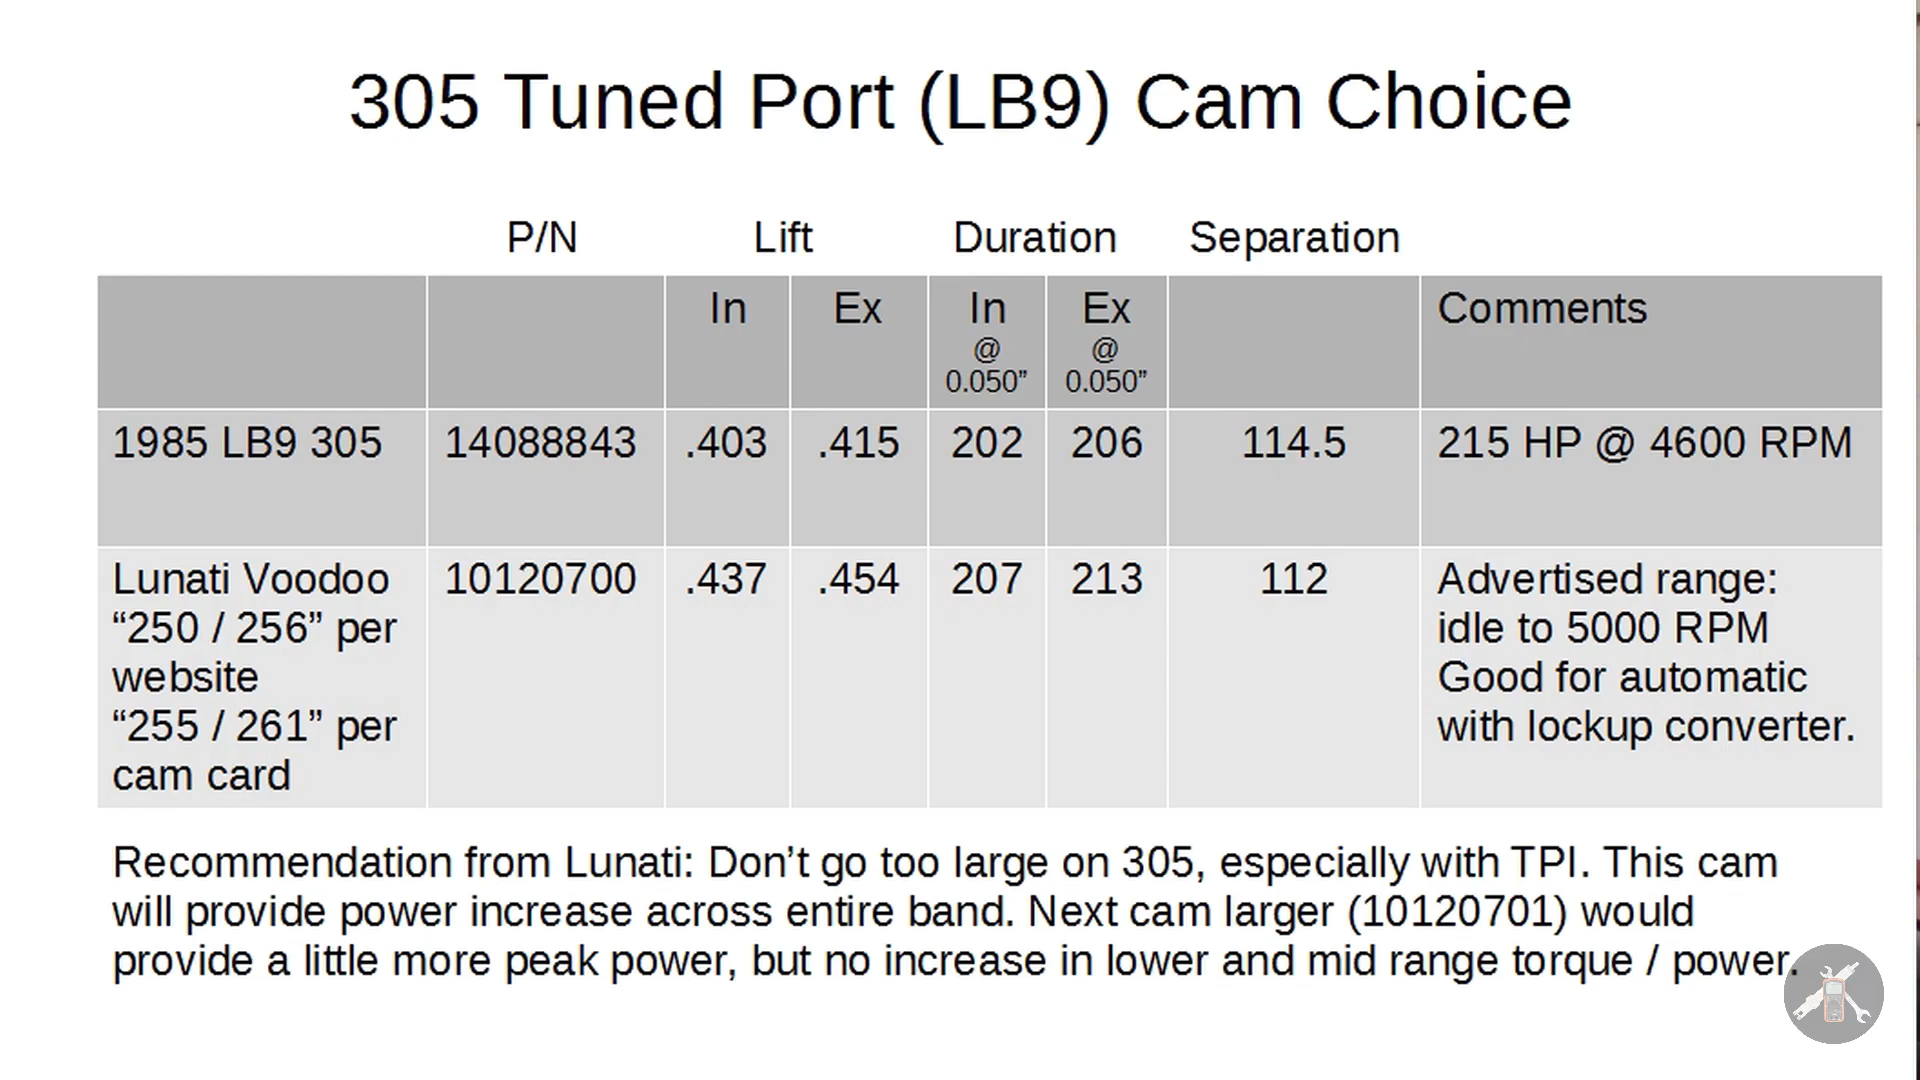 305 Tuned Port (LB9) Cam Choice
P/N Lift Duration Separation
In Ex In Ex Comments
@ @
0.050” 0.050”
1985 LB9 305 14088843 .403 .415 202 206 114.5 215 HP @ 4600 RPM
Lunati Voodoo 10120700 .437 .454 207 213 112 Advertised range:
“250 / 256” per idle to 5000 RPM
website Good for automatic
“255 / 261” per with lockup converter.
cam card
Recommendation from Lunati: Don’t go too large on 305, especially with TPI. This cam
will provide power increase across entire band. Next cam larger (10120701) would
provide a little more peak power, but no increase in lower and mid range torque / power.